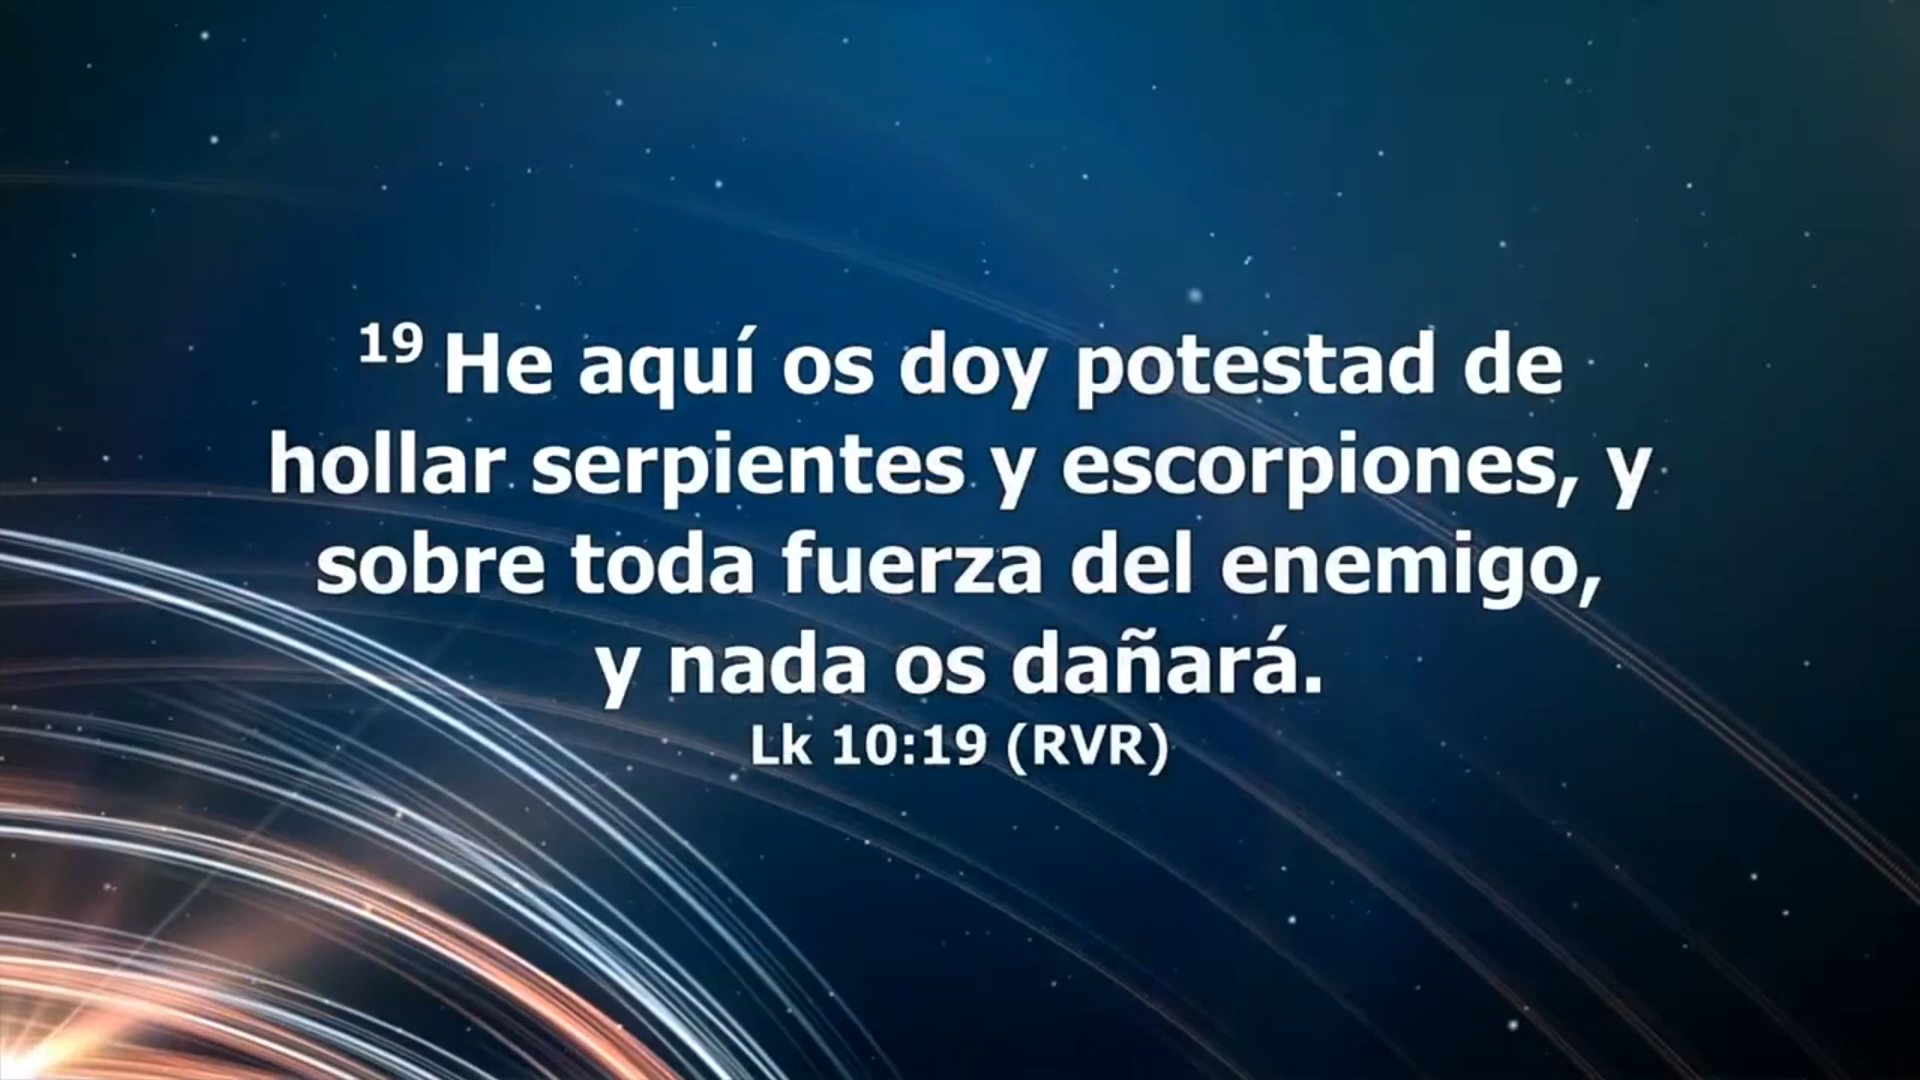 19 He aquí os doy potestad de
hollar serpientes y escorpiones, y
sobre toda fuerza del enemigo,
y nada os dañará.
Lk 10:19 (RVR)